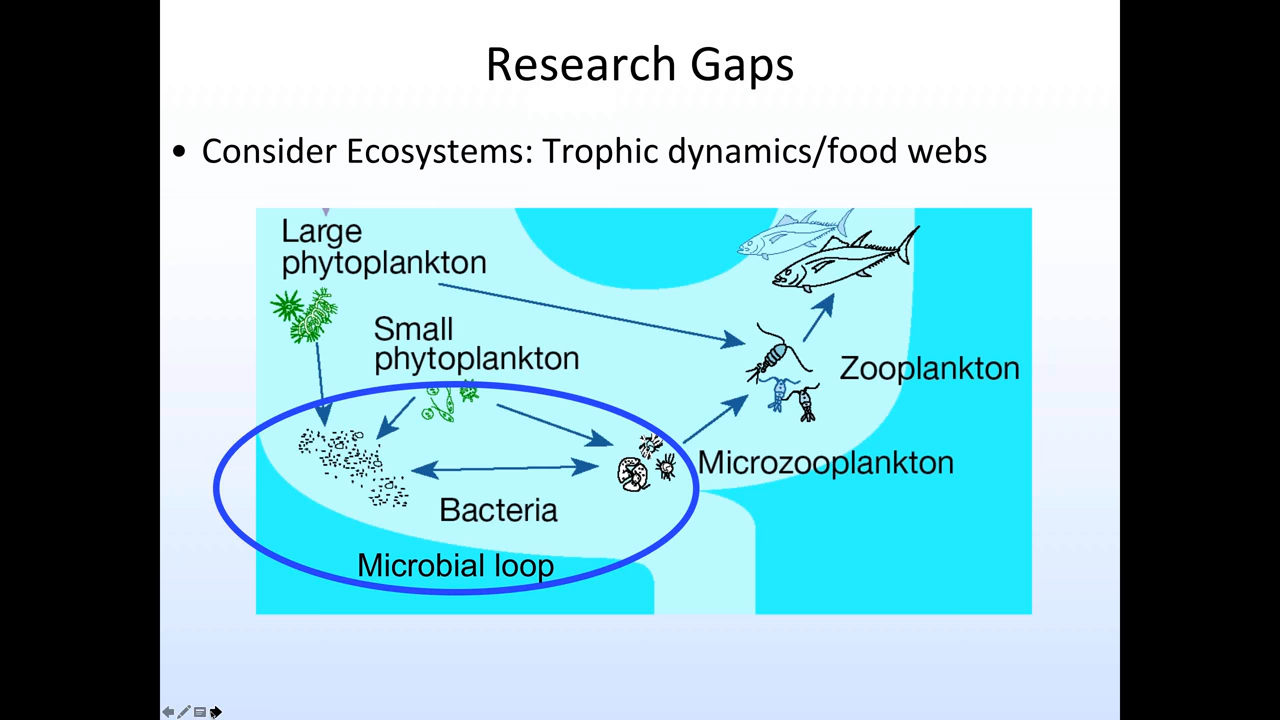 Research Gaps
• Consider Ecosystems: Trophic dynamics/food webs
Large
phytoplankton
Small
phytoplankton
Zooplankton
Microzooplankton
Bacteria
Microbial loop